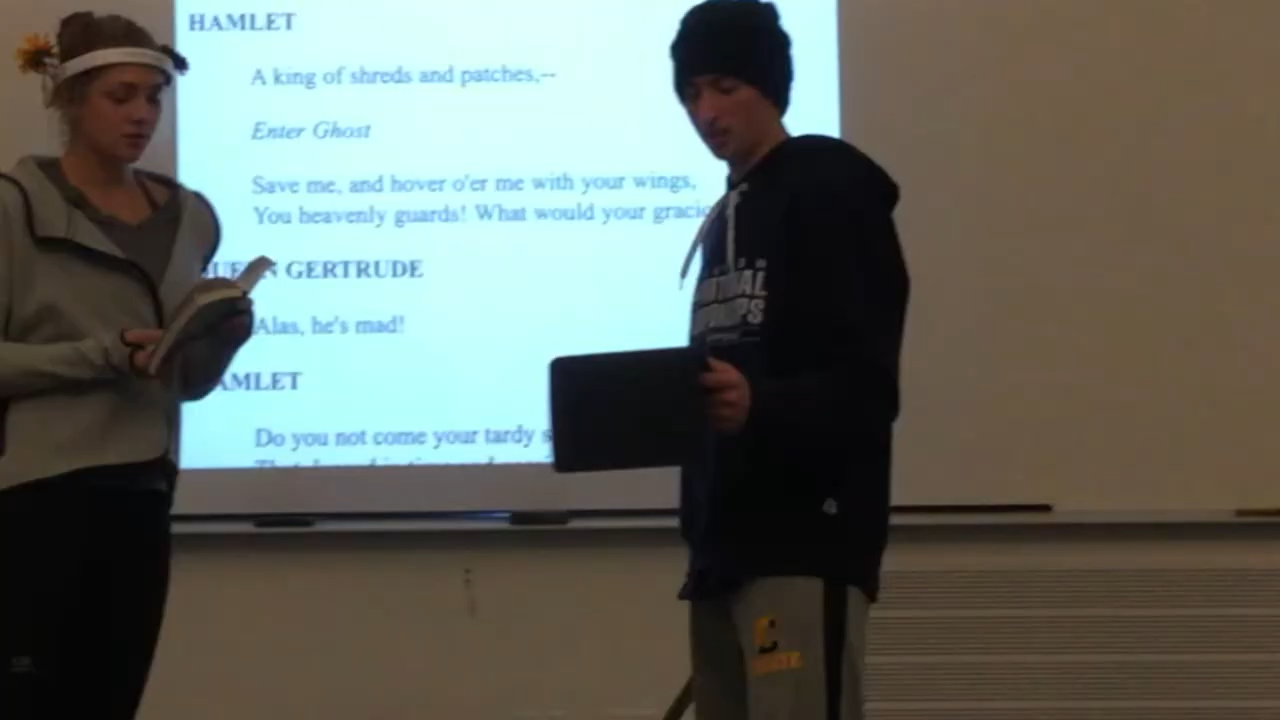 HAMLET
A king of shreds and patches,--
Enter Ghost
Save me, and hover o'er me with your wings,
You heavenly guards! What would your graci
GERTRUDE
Alas, he's mad!
AMLET
Do you not come your tardy s